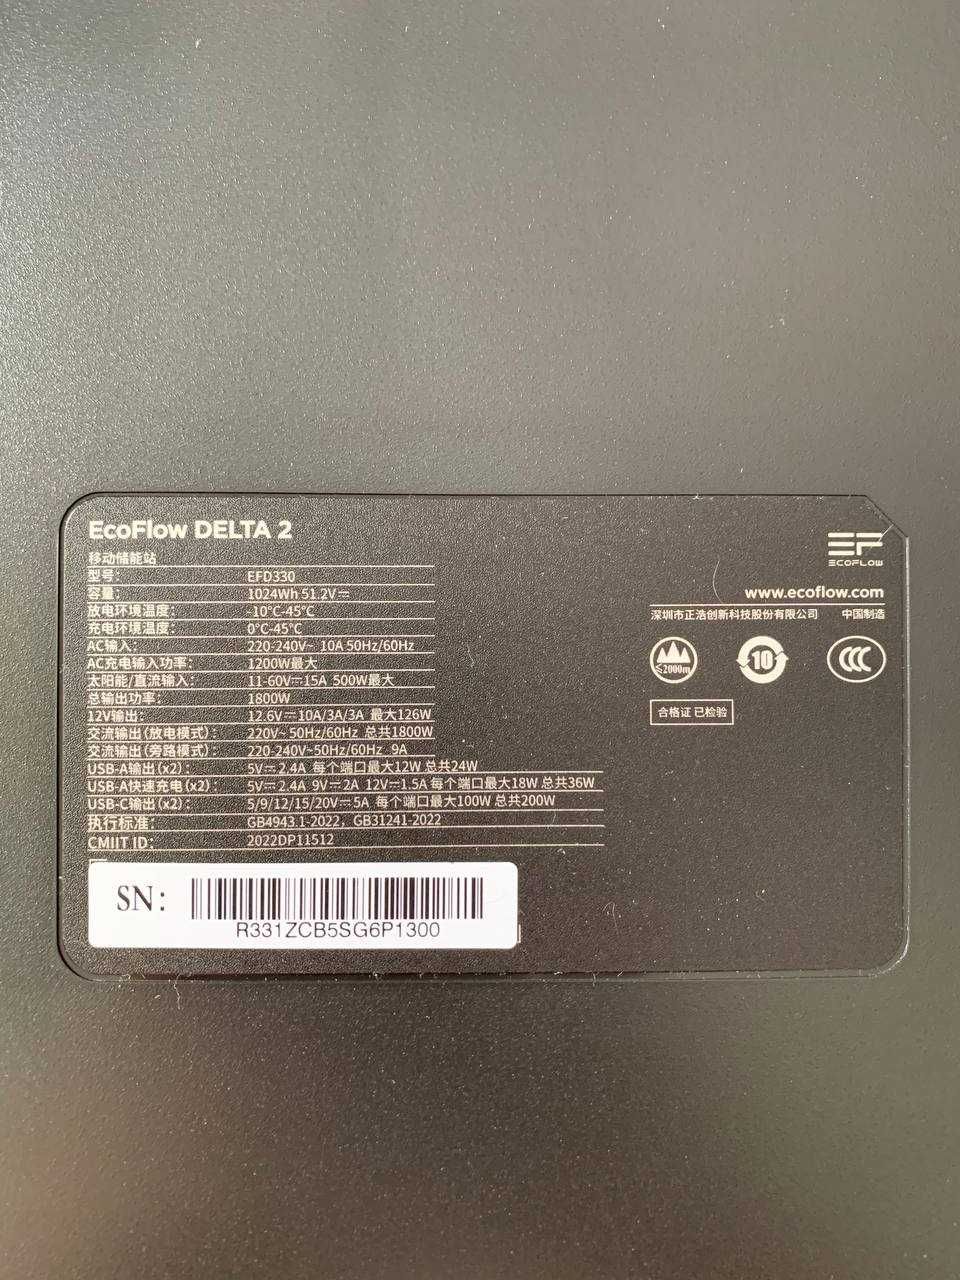 EcoFlow DELTA 2
移动储能站
型号： EFD330
容量： 1024Wh 51.2V⎓
放电环境温度： -10°C-45°C
充电环境温度： 0°C-45°C
AC输入： 220-240V~ 10A 50Hz/60Hz
AC充电输入功率： 1200W最大
太阳能/直流输入： 11-60V⎓15A 500W最大
总输出功率： 1800W
12V输出： 12.6V⎓10A/3A/3A 最大126W
交流输出(放电模式)： 220V~50Hz/60Hz 总共1800W
交流输出(旁路模式)： 220-240V~50Hz/60Hz 9A
USB-A输出(x2)： 5V⎓2.4A 每个端口最大12W 总共24W
USB-A快速充电(x2)： 5V⎓2.4A 9V⎓2A 12V⎓1.5A 每个端口最大18W 总共36W
USB-C输出(x2)： 5/9/12/15/20V⎓5A 每个端口最大100W 总共200W
执行标准： GB4943.1-2022，GB31241-2022
CMIIT ID： 2022DP11512
SN：
R331ZCB5SG6P1300
EF
ECOFLOW
www.ecoflow.com
深圳市正浩创新科技股份有限公司 中国制造
≤2000m
10
CCC
合格证 已检验